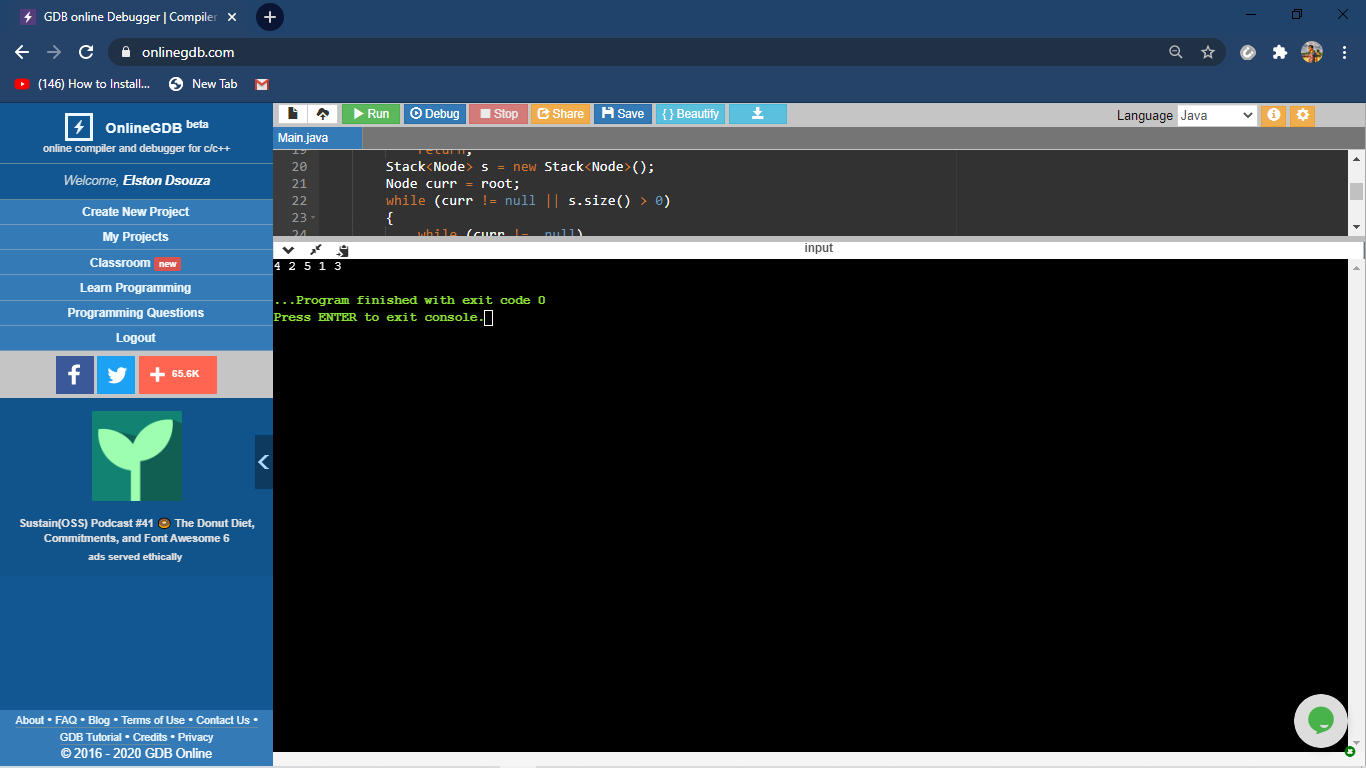 GDB online Debugger | Compiler
onlinegdb.com
(146) How to Install...
New Tab
OnlineGDB beta
online compiler and debugger for c/c++
Welcome, Elston Dsouza
Create New Project
My Projects
Classroom new
Learn Programming
Programming Questions
Logout
65.6K
Sustain(OSS) Podcast #41 🍩 The Donut Diet,
Commitments, and Font Awesome 6
ads served ethically
About • FAQ • Blog • Terms of Use • Contact Us •
GDB Tutorial • Credits • Privacy
© 2016 - 2020 GDB Online
Run Debug Stop Share Save { } Beautify
Language Java
Main.java
19 return;
20 Stack<Node> s = new Stack<Node>();
21 Node curr = root;
22 while (curr != null || s.size() > 0)
23 {
24 while (curr != null)
input
4 2 5 1 3
...Program finished with exit code 0
Press ENTER to exit console.